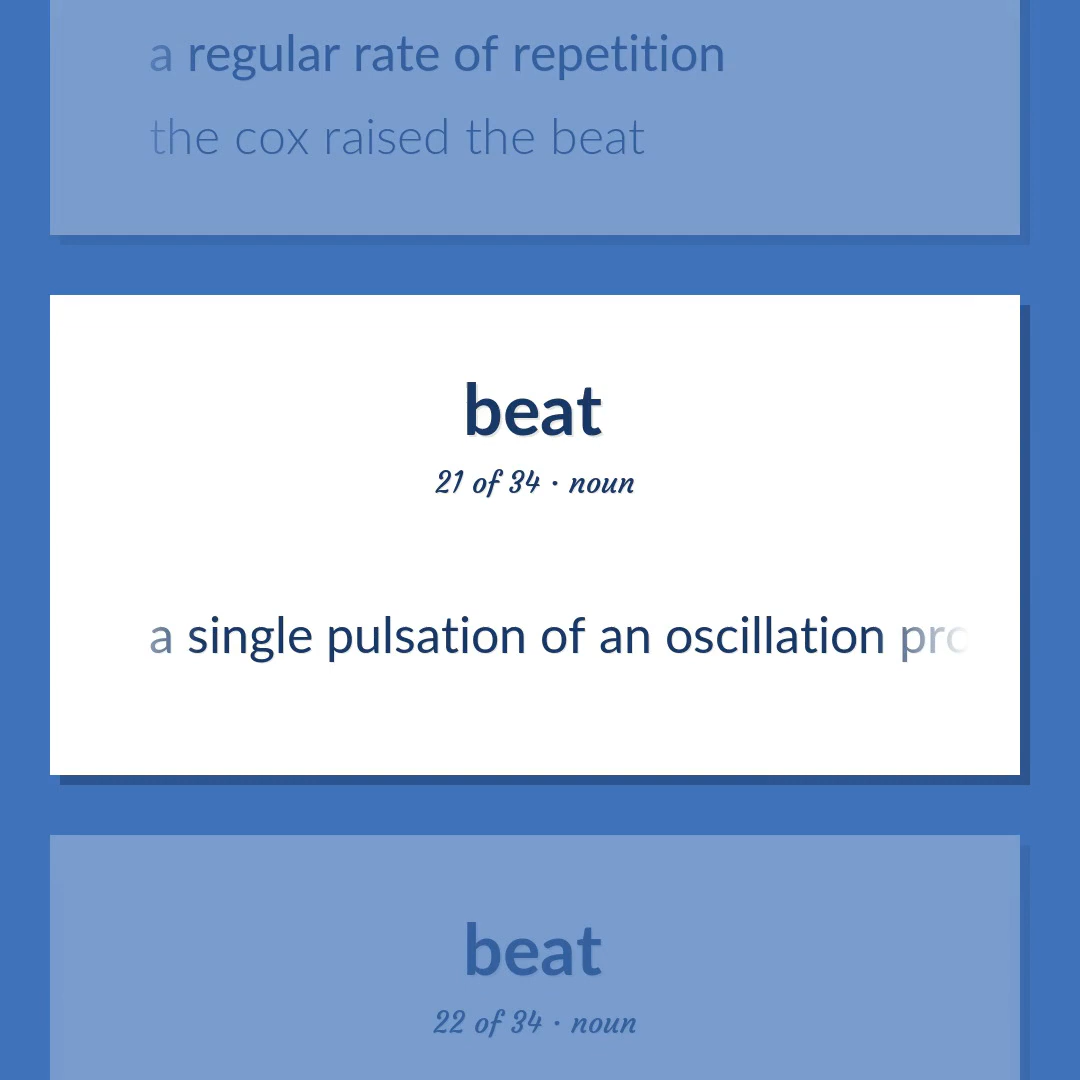 a regular rate of repetition
the cox raised the beat
beat
21 of 34 · noun
a single pulsation of an oscillation
beat
22 of 34 · noun